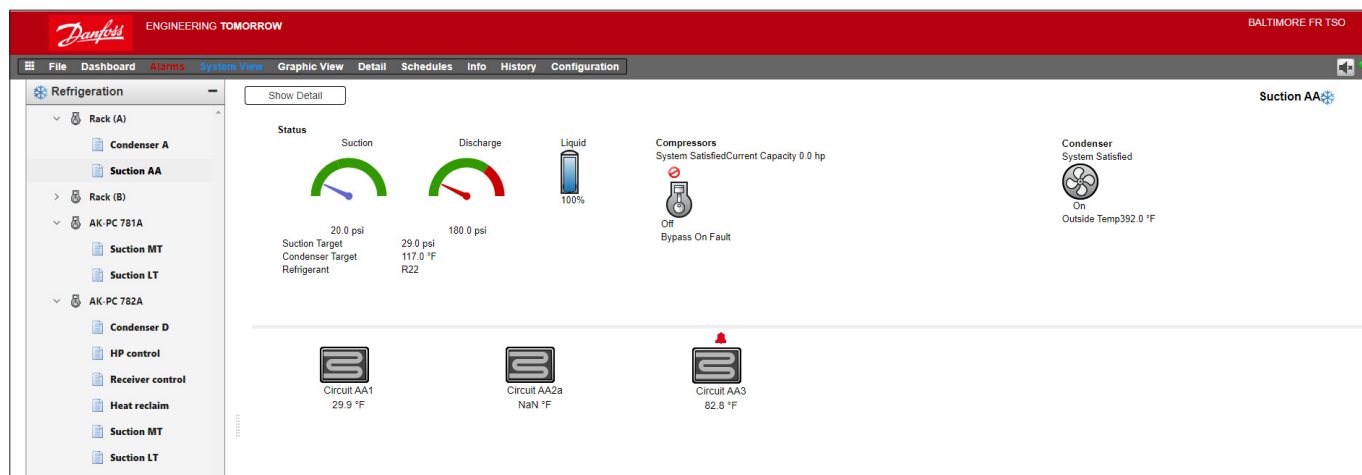 Danfoss ENGINEERING TOMORROW BALTIMORE FR TSO
File Dashboard Alarms System View Graphic View Detail Schedules Info History Configuration
Refrigeration
Rack (A)
Condenser A
Suction AA
Rack (B)
AK-PC 781A
Suction MT
Suction LT
AK-PC 782A
Condenser D
HP control
Receiver control
Heat reclaim
Suction MT
Suction LT
Show Detail
Suction AA
Status
Suction Discharge Liquid
100%
20.0 psi 180.0 psi
Suction Target 29.0 psi
Condenser Target 117.0 °F
Refrigerant R22
Compressors
System SatisfiedCurrent Capacity 0.0 hp
Off
Bypass On Fault
Condenser
System Satisfied
On
Outside Temp392.0 °F
Circuit AA1 Circuit AA2a Circuit AA3
29.9 °F NaN °F 82.8 °F